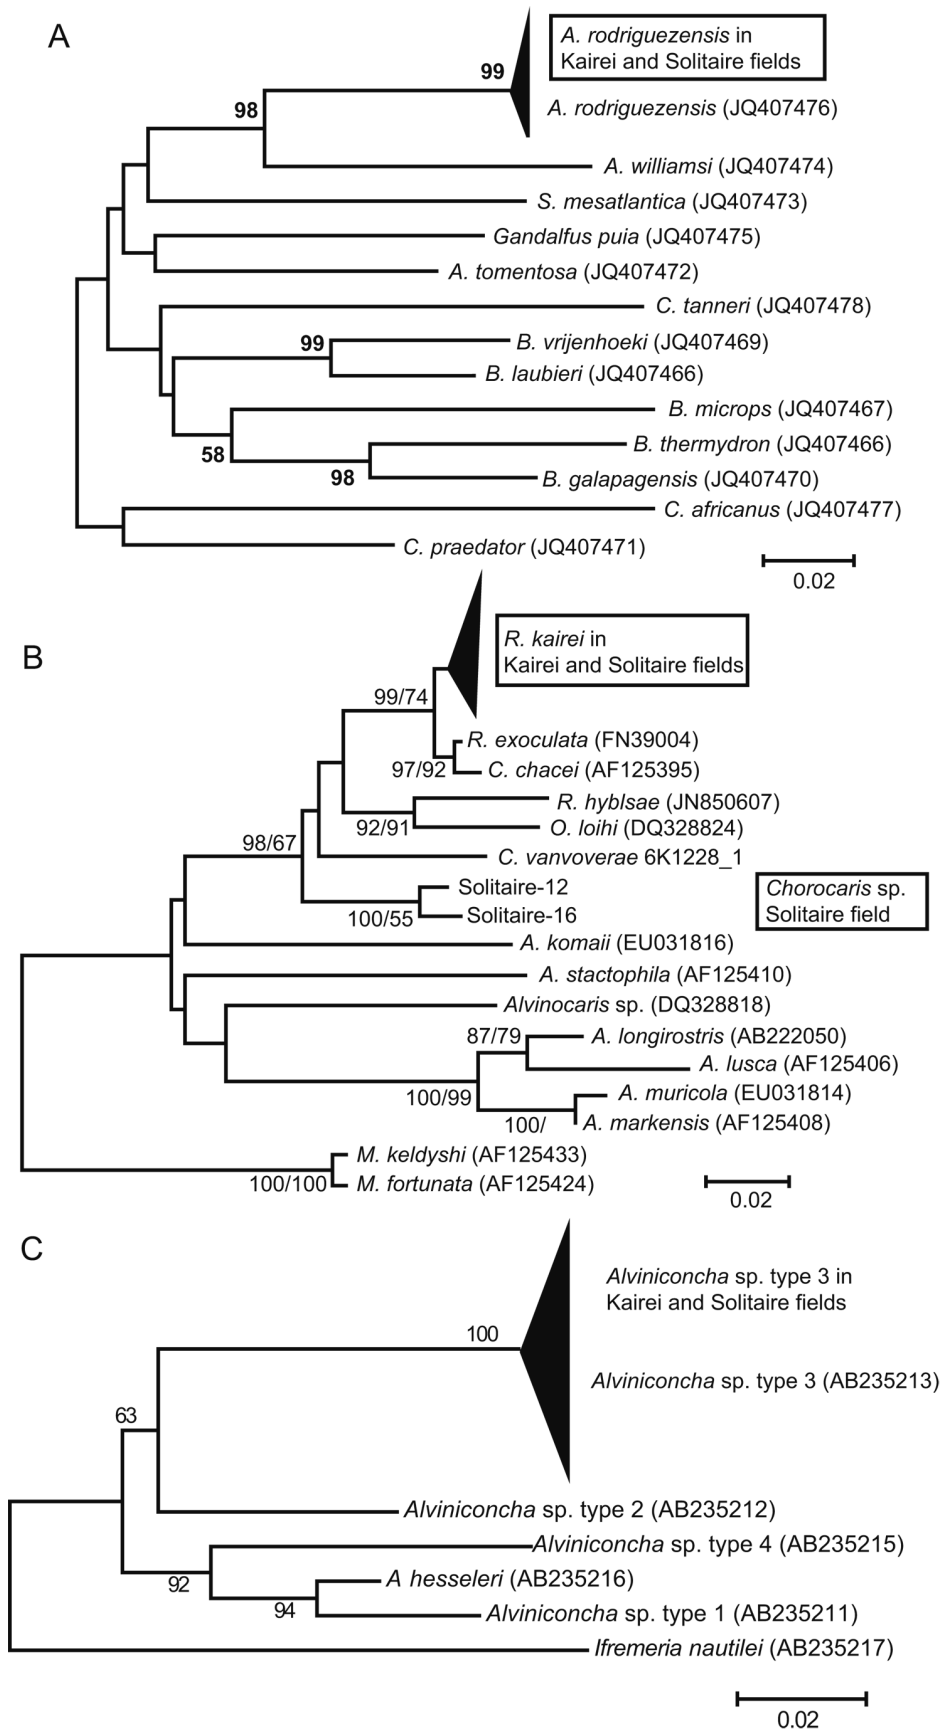 A
A. rodriguezensis in
Kairei and Solitaire fields
99
A. rodriguezensis (JQ407476)
98
A. williamsi (JQ407474)
S. mesatlantica (JQ407473)
Gandalfus puia (JQ407475)
A. tomentosa (JQ407472)
C. tanneri (JQ407478)
99
B. vrijenhoeki (JQ407469)
B. laubieri (JQ407466)
B. microps (JQ407467)
58
B. thermydron (JQ407466)
98
B. galapagensis (JQ407470)
C. africanus (JQ407477)
C. praedator (JQ407471)
0.02
B
R. kairei in
Kairei and Solitaire fields
99/74
R. exoculata (FN39004)
97/92
C. chacei (AF125395)
R. hyblsae (JN850607)
92/91
O. loihi (DQ328824)
98/67
C. vanvoverae 6K1228_1
Solitaire-12
Chorocaris sp.
Solitaire field
100/55
Solitaire-16
A. komaii (EU031816)
A. stactophila (AF125410)
Alvinocaris sp. (DQ328818)
87/79
A. longirostris (AB222050)
A. lusca (AF125406)
100/99
A. muricola (EU031814)
100/
A. markensis (AF125408)
M. keldyshi (AF125433)
100/100
M. fortunata (AF125424)
0.02
C
Alviniconcha sp. type 3 in
Kairei and Solitaire fields
100
Alviniconcha sp. type 3 (AB235213)
63
Alviniconcha sp. type 2 (AB235212)
Alviniconcha sp. type 4 (AB235215)
92
A hesseleri (AB235216)
94
Alviniconcha sp. type 1 (AB235211)
Ifremeria nautilei (AB235217)
0.02